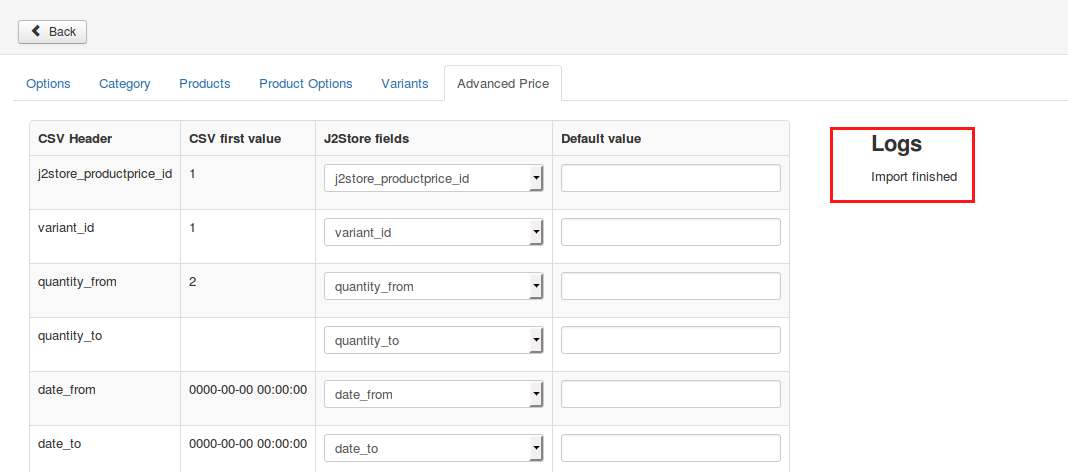 Back
Options Category Products Product Options Variants Advanced Price
CSV Header CSV first value J2Store fields Default value
j2store_productprice_id 1 j2store_productprice_id
variant_id 1 variant_id
quantity_from 2 quantity_from
quantity_to quantity_to
date_from 0000-00-00 00:00:00 date_from
date_to 0000-00-00 00:00:00 date_to
Logs
Import finished